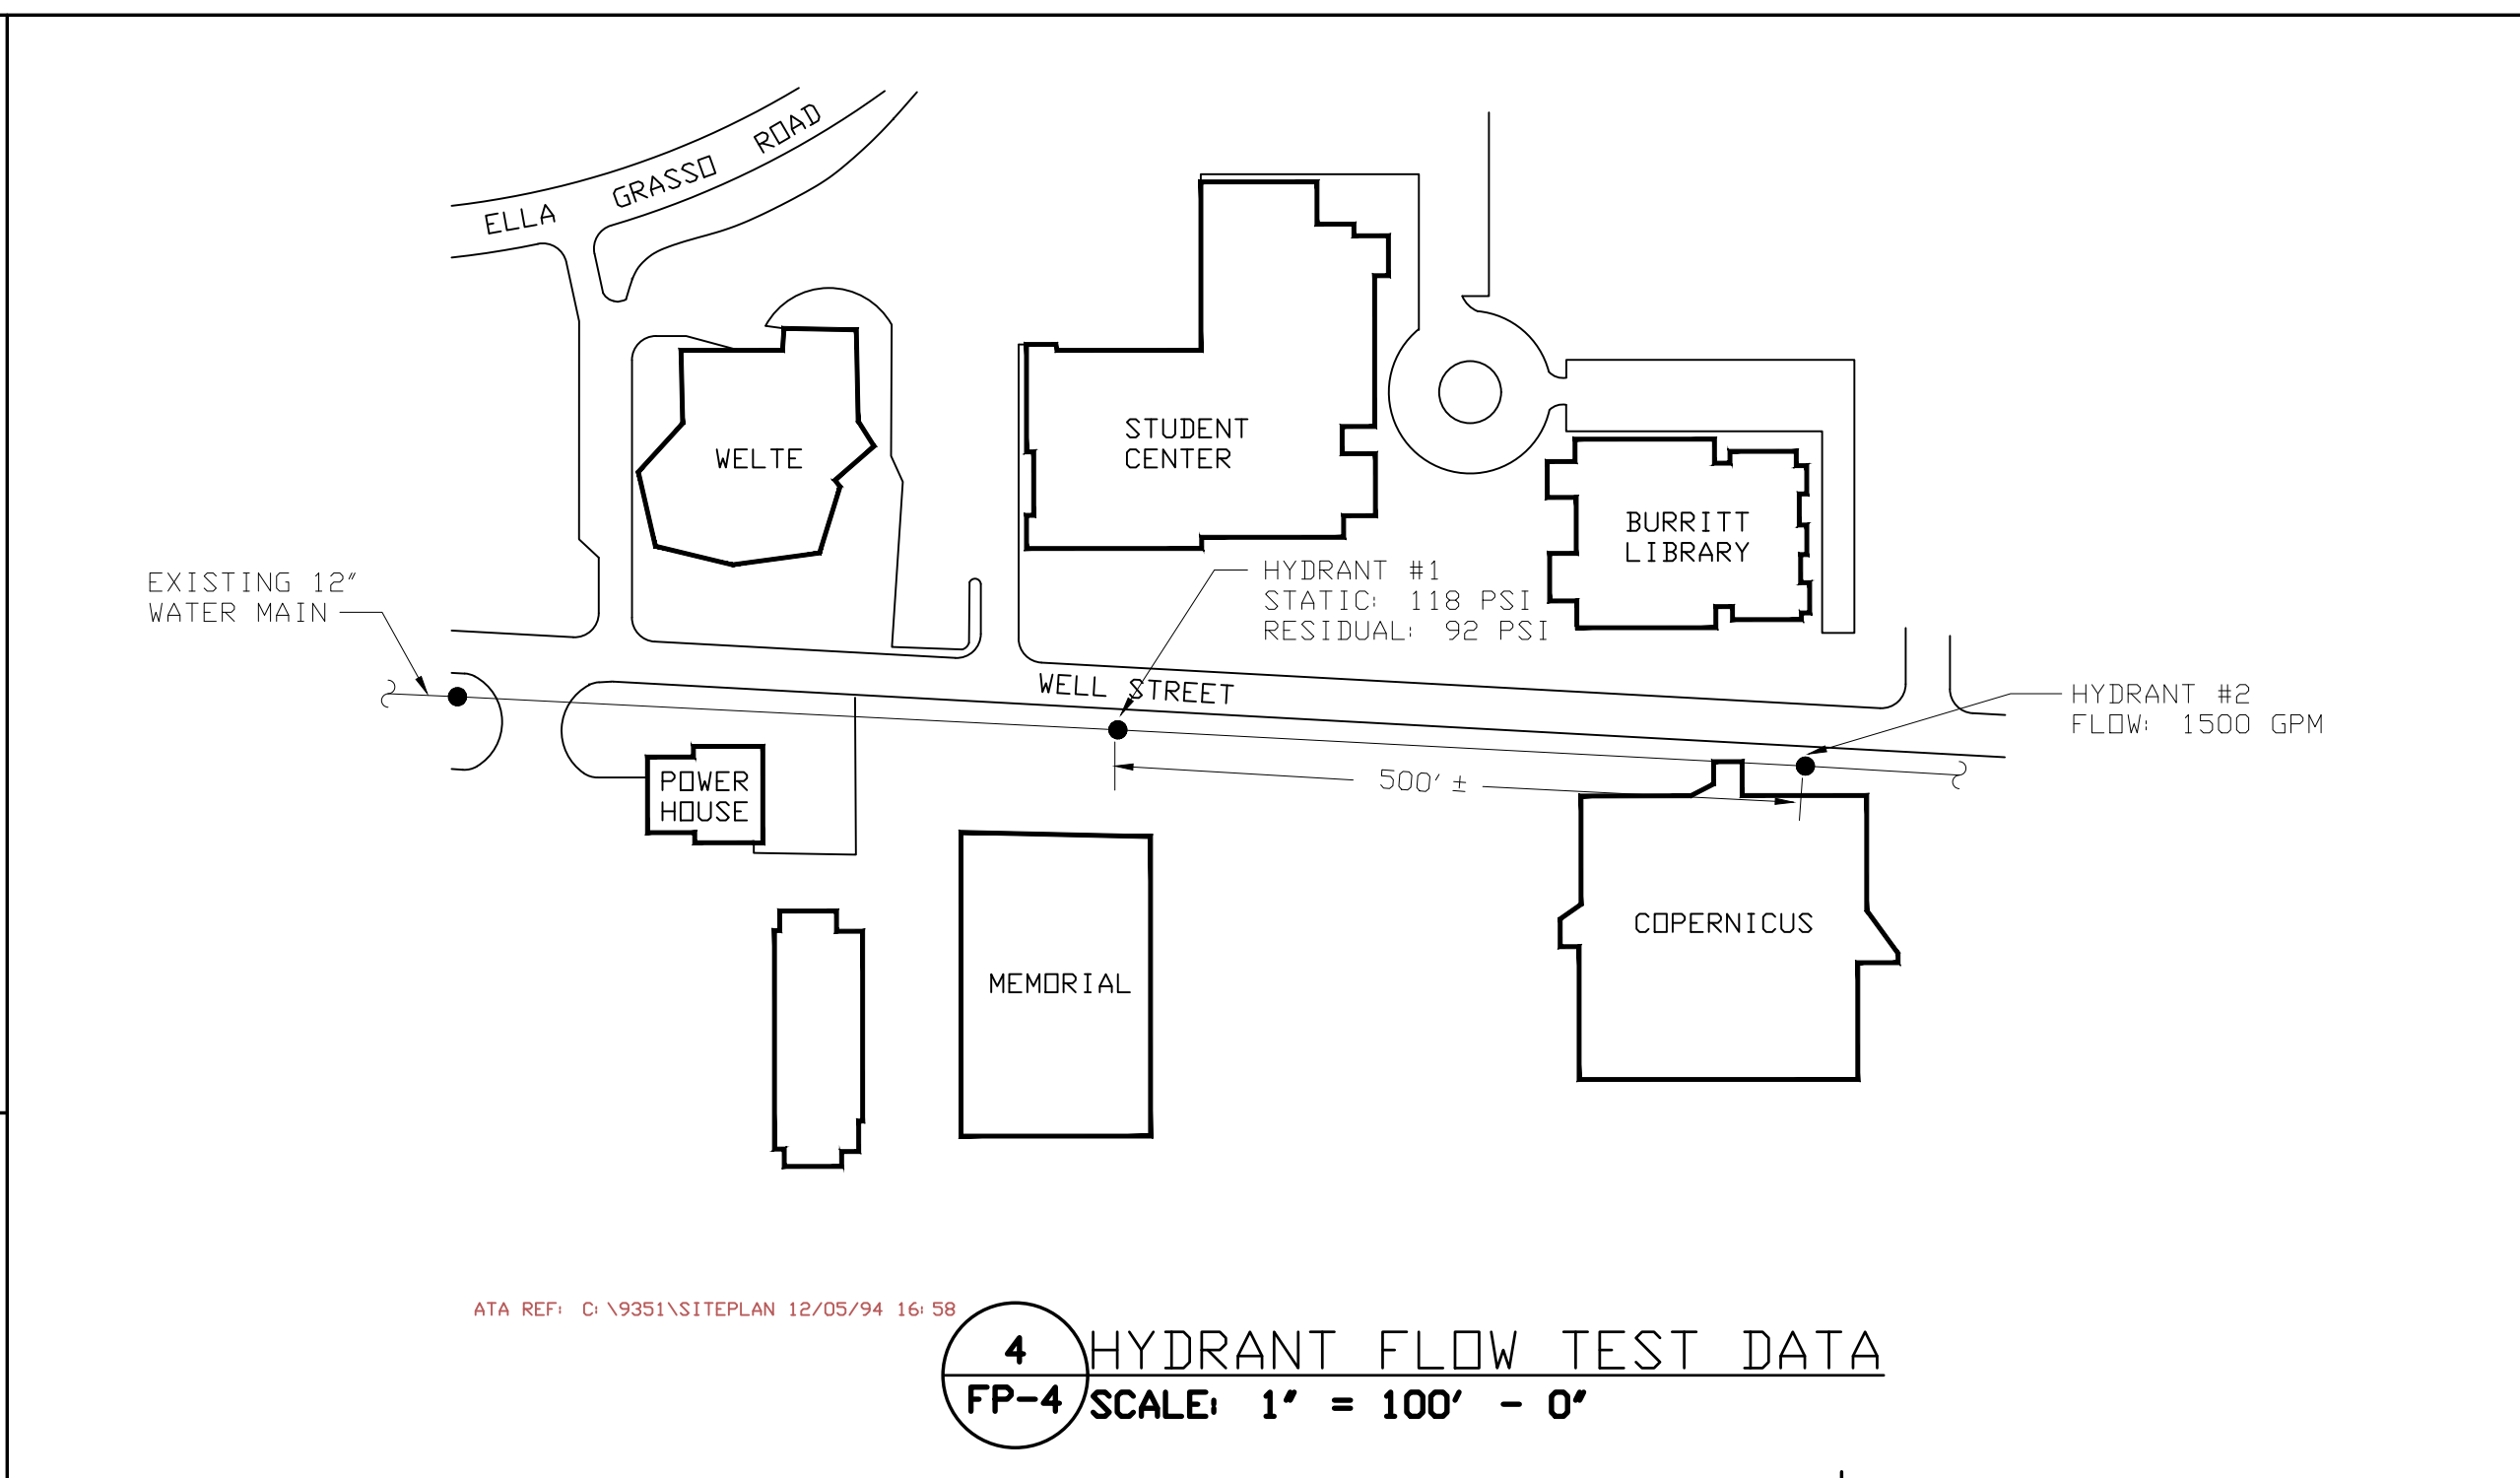 ELLA GRASSO ROAD
STUDENT
CENTER
WELTE
BURRITT
LIBRARY
EXISTING 12"
WATER MAIN
HYDRANT #1
STATIC: 118 PSI
RESIDUAL: 92 PSI
WELL STREET
HYDRANT #2
FLOW: 1500 GPM
500' ±
POWER
HOUSE
COPERNICUS
MEMORIAL
ATA REF: C:\9351\SITEPLAN 12/05/94 16:58
4
FP-4
HYDRANT FLOW TEST DATA
SCALE: 1" = 100' - 0"